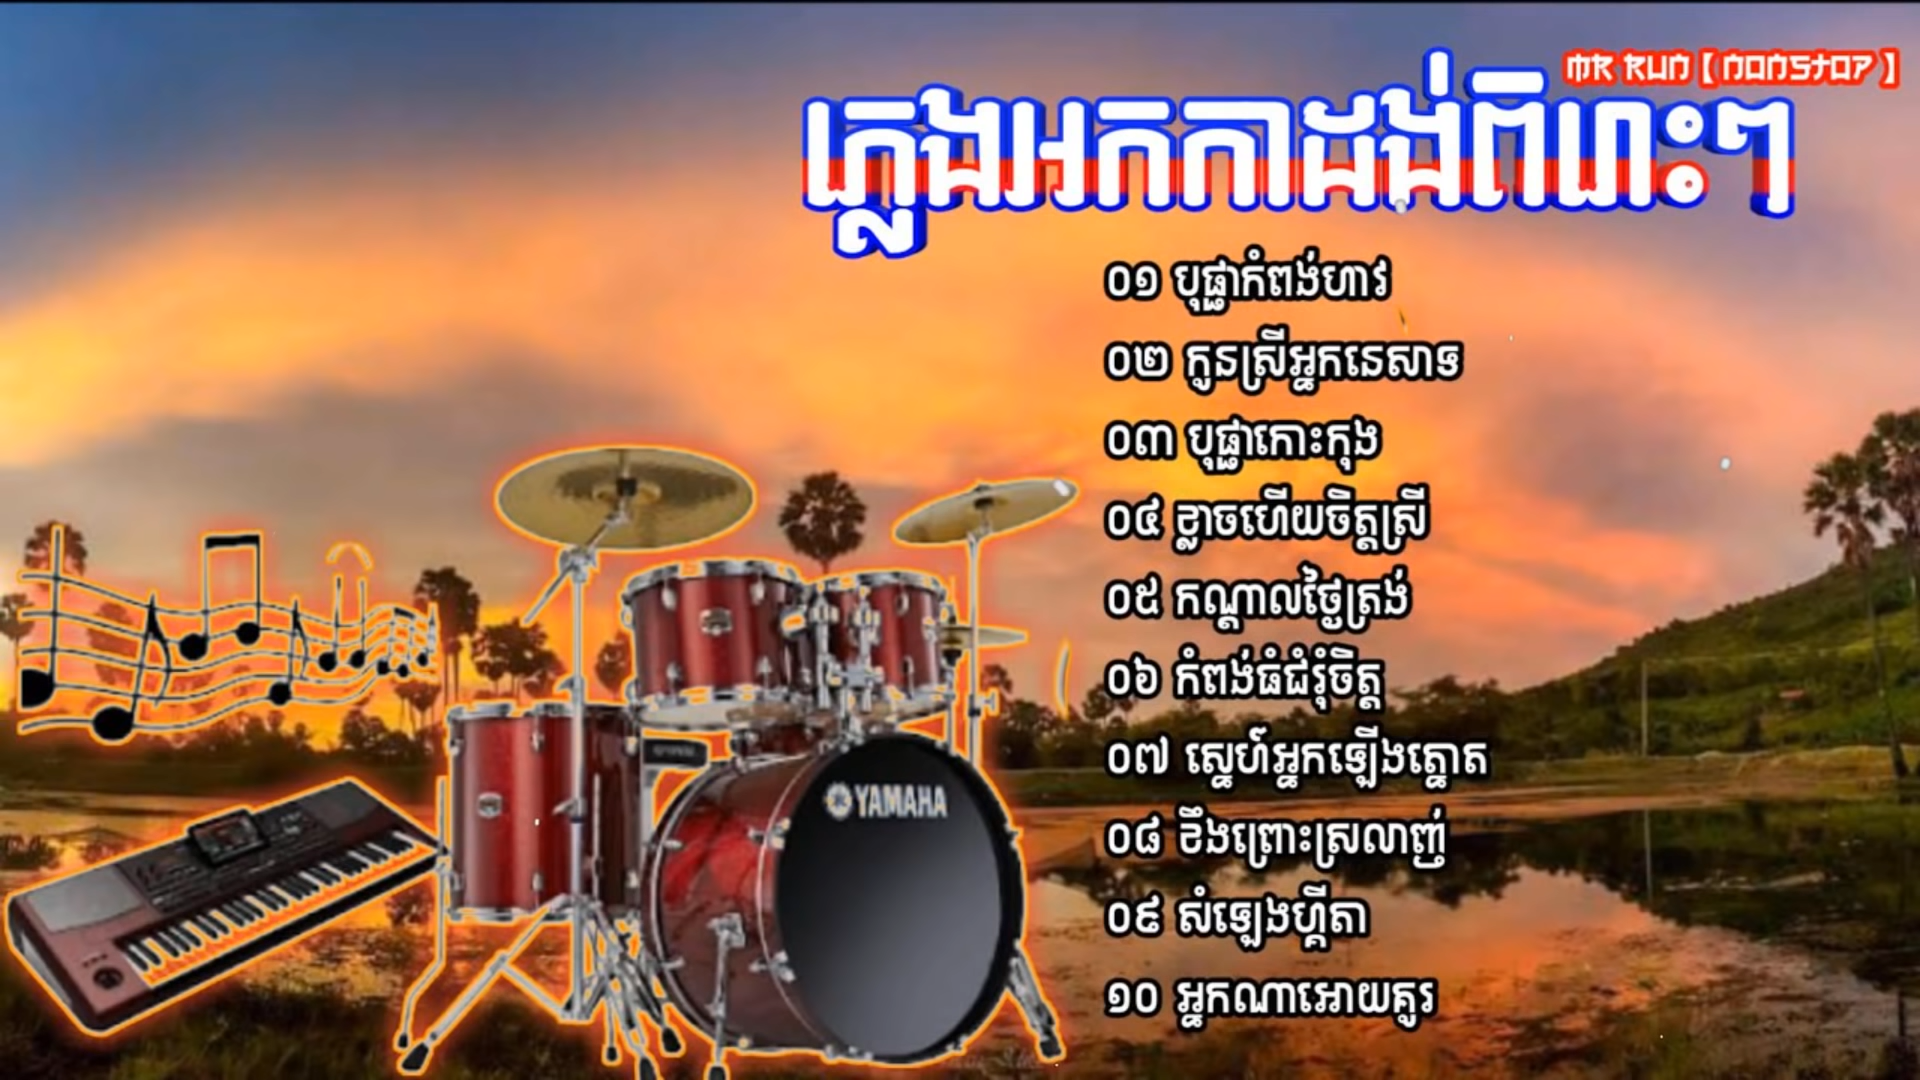 MR RUN [ NONSTOP ]
ភ្លេងអកកាដង់ពិរោះៗ
០១ បុផ្ផាកំពង់ហាវ
០២ កូនស្រីអ្នកនេសាទ
០៣ បុផ្ផាកោះកុង
០៤ ខ្លាចហើយចិត្តស្រី
០៥ កណ្តាលថ្ងៃត្រង់
០៦ កំពង់ធំជំរុំចិត្ត
០៧ ស្នេហ៍អ្នកឡើងត្នោត
០៨ ខឹងព្រោះស្រលាញ់
០៩ សំឡេងហ្គីតា
១០ អ្នកណាអោយគូរ
YAMAHA